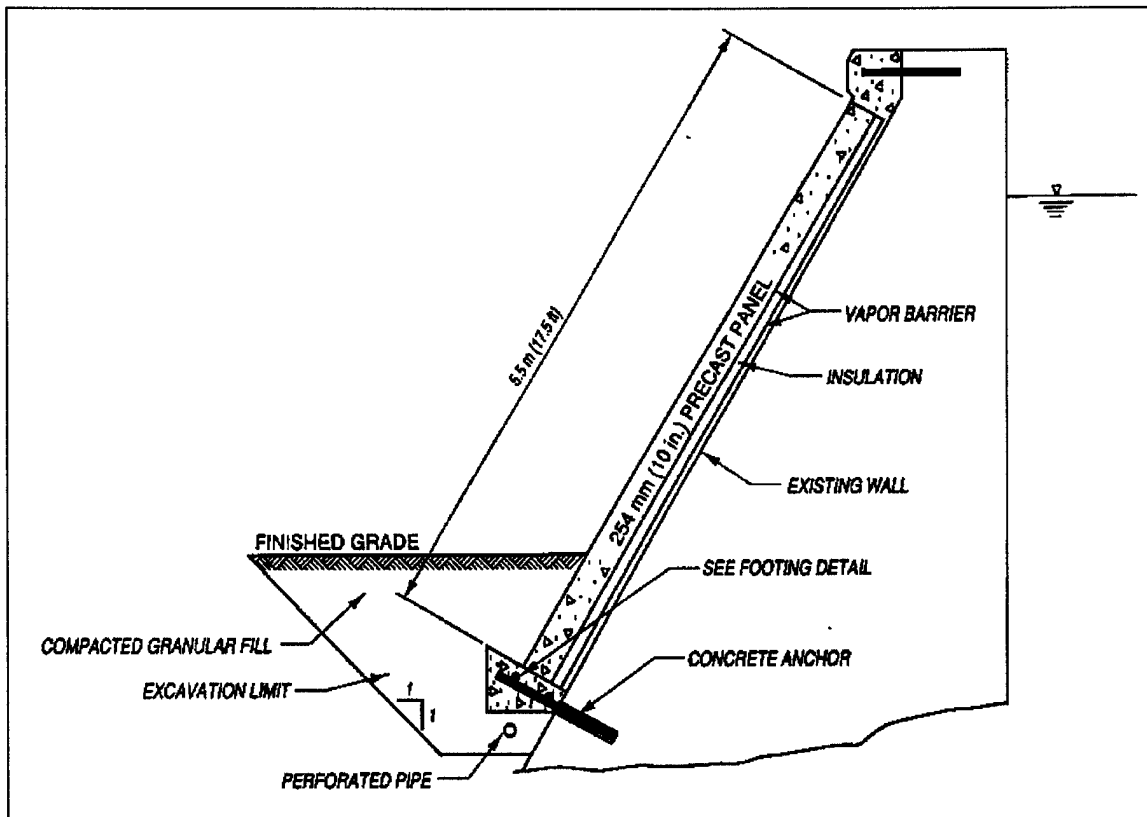 5.5 m (17.5 ft)
254 mm (10 in.) PRECAST PANEL
VAPOR BARRIER
INSULATION
EXISTING WALL
FINISHED GRADE
SEE FOOTING DETAIL
COMPACTED GRANULAR FILL
CONCRETE ANCHOR
EXCAVATION LIMIT
1
1
PERFORATED PIPE